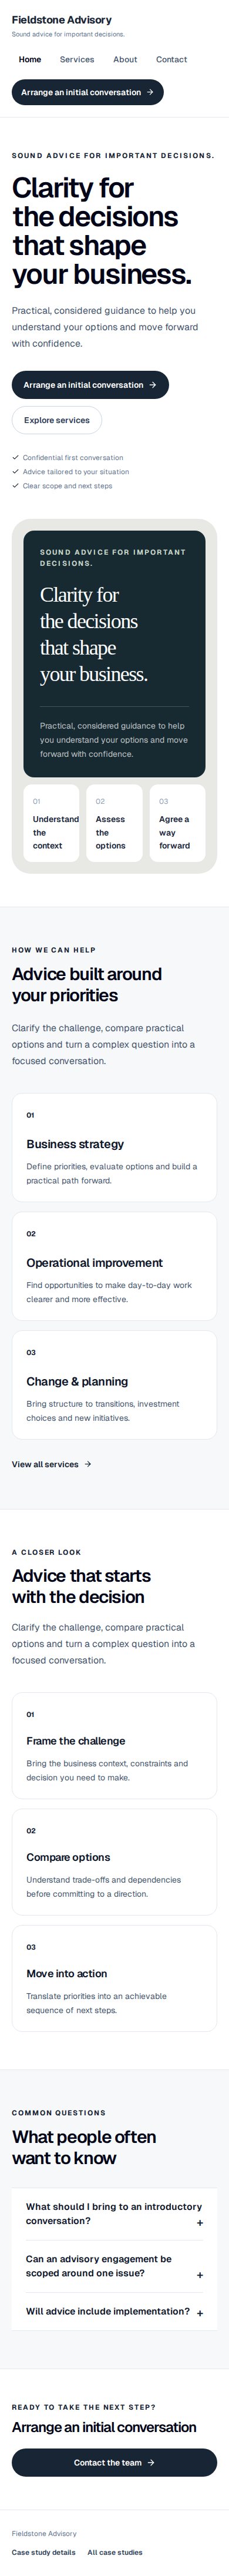 Fieldstone Advisory
Sound advice for important decisions.
Home Services About Contact
Arrange an initial conversation →
SOUND ADVICE FOR IMPORTANT DECISIONS.
Clarity for
the decisions
that shape
your business.
Practical, considered guidance to help you
understand your options and move forward
with confidence.
Arrange an initial conversation →
Explore services
✓ Confidential first conversation
✓ Advice tailored to your situation
✓ Clear scope and next steps
SOUND ADVICE FOR IMPORTANT
DECISIONS.
Clarity for
the decisions
that shape
your business.
Practical, considered guidance to help
you understand your options and move
forward with confidence.
01
Understand
the
context
02
Assess
the
options
03
Agree a
way
forward
HOW WE CAN HELP
Advice built around
your priorities
Clarify the challenge, compare practical
options and turn a complex question into a
focused conversation.
01
Business strategy
Define priorities, evaluate options and build a
practical path forward.
02
Operational improvement
Find opportunities to make day-to-day work
clearer and more effective.
03
Change & planning
Bring structure to transitions, investment
choices and new initiatives.
View all services →
A CLOSER LOOK
Advice that starts
with the decision
Clarify the challenge, compare practical
options and turn a complex question into a
focused conversation.
01
Frame the challenge
Bring the business context, constraints and
decision you need to make.
02
Compare options
Understand trade-offs and dependencies
before committing to a direction.
03
Move into action
Translate priorities into an achievable
sequence of next steps.
COMMON QUESTIONS
What people often
want to know
What should I bring to an introductory
conversation? +
Can an advisory engagement be
scoped around one issue? +
Will advice include implementation? +
READY TO TAKE THE NEXT STEP?
Arrange an initial conversation
Contact the team →
Fieldstone Advisory
Case study details All case studies